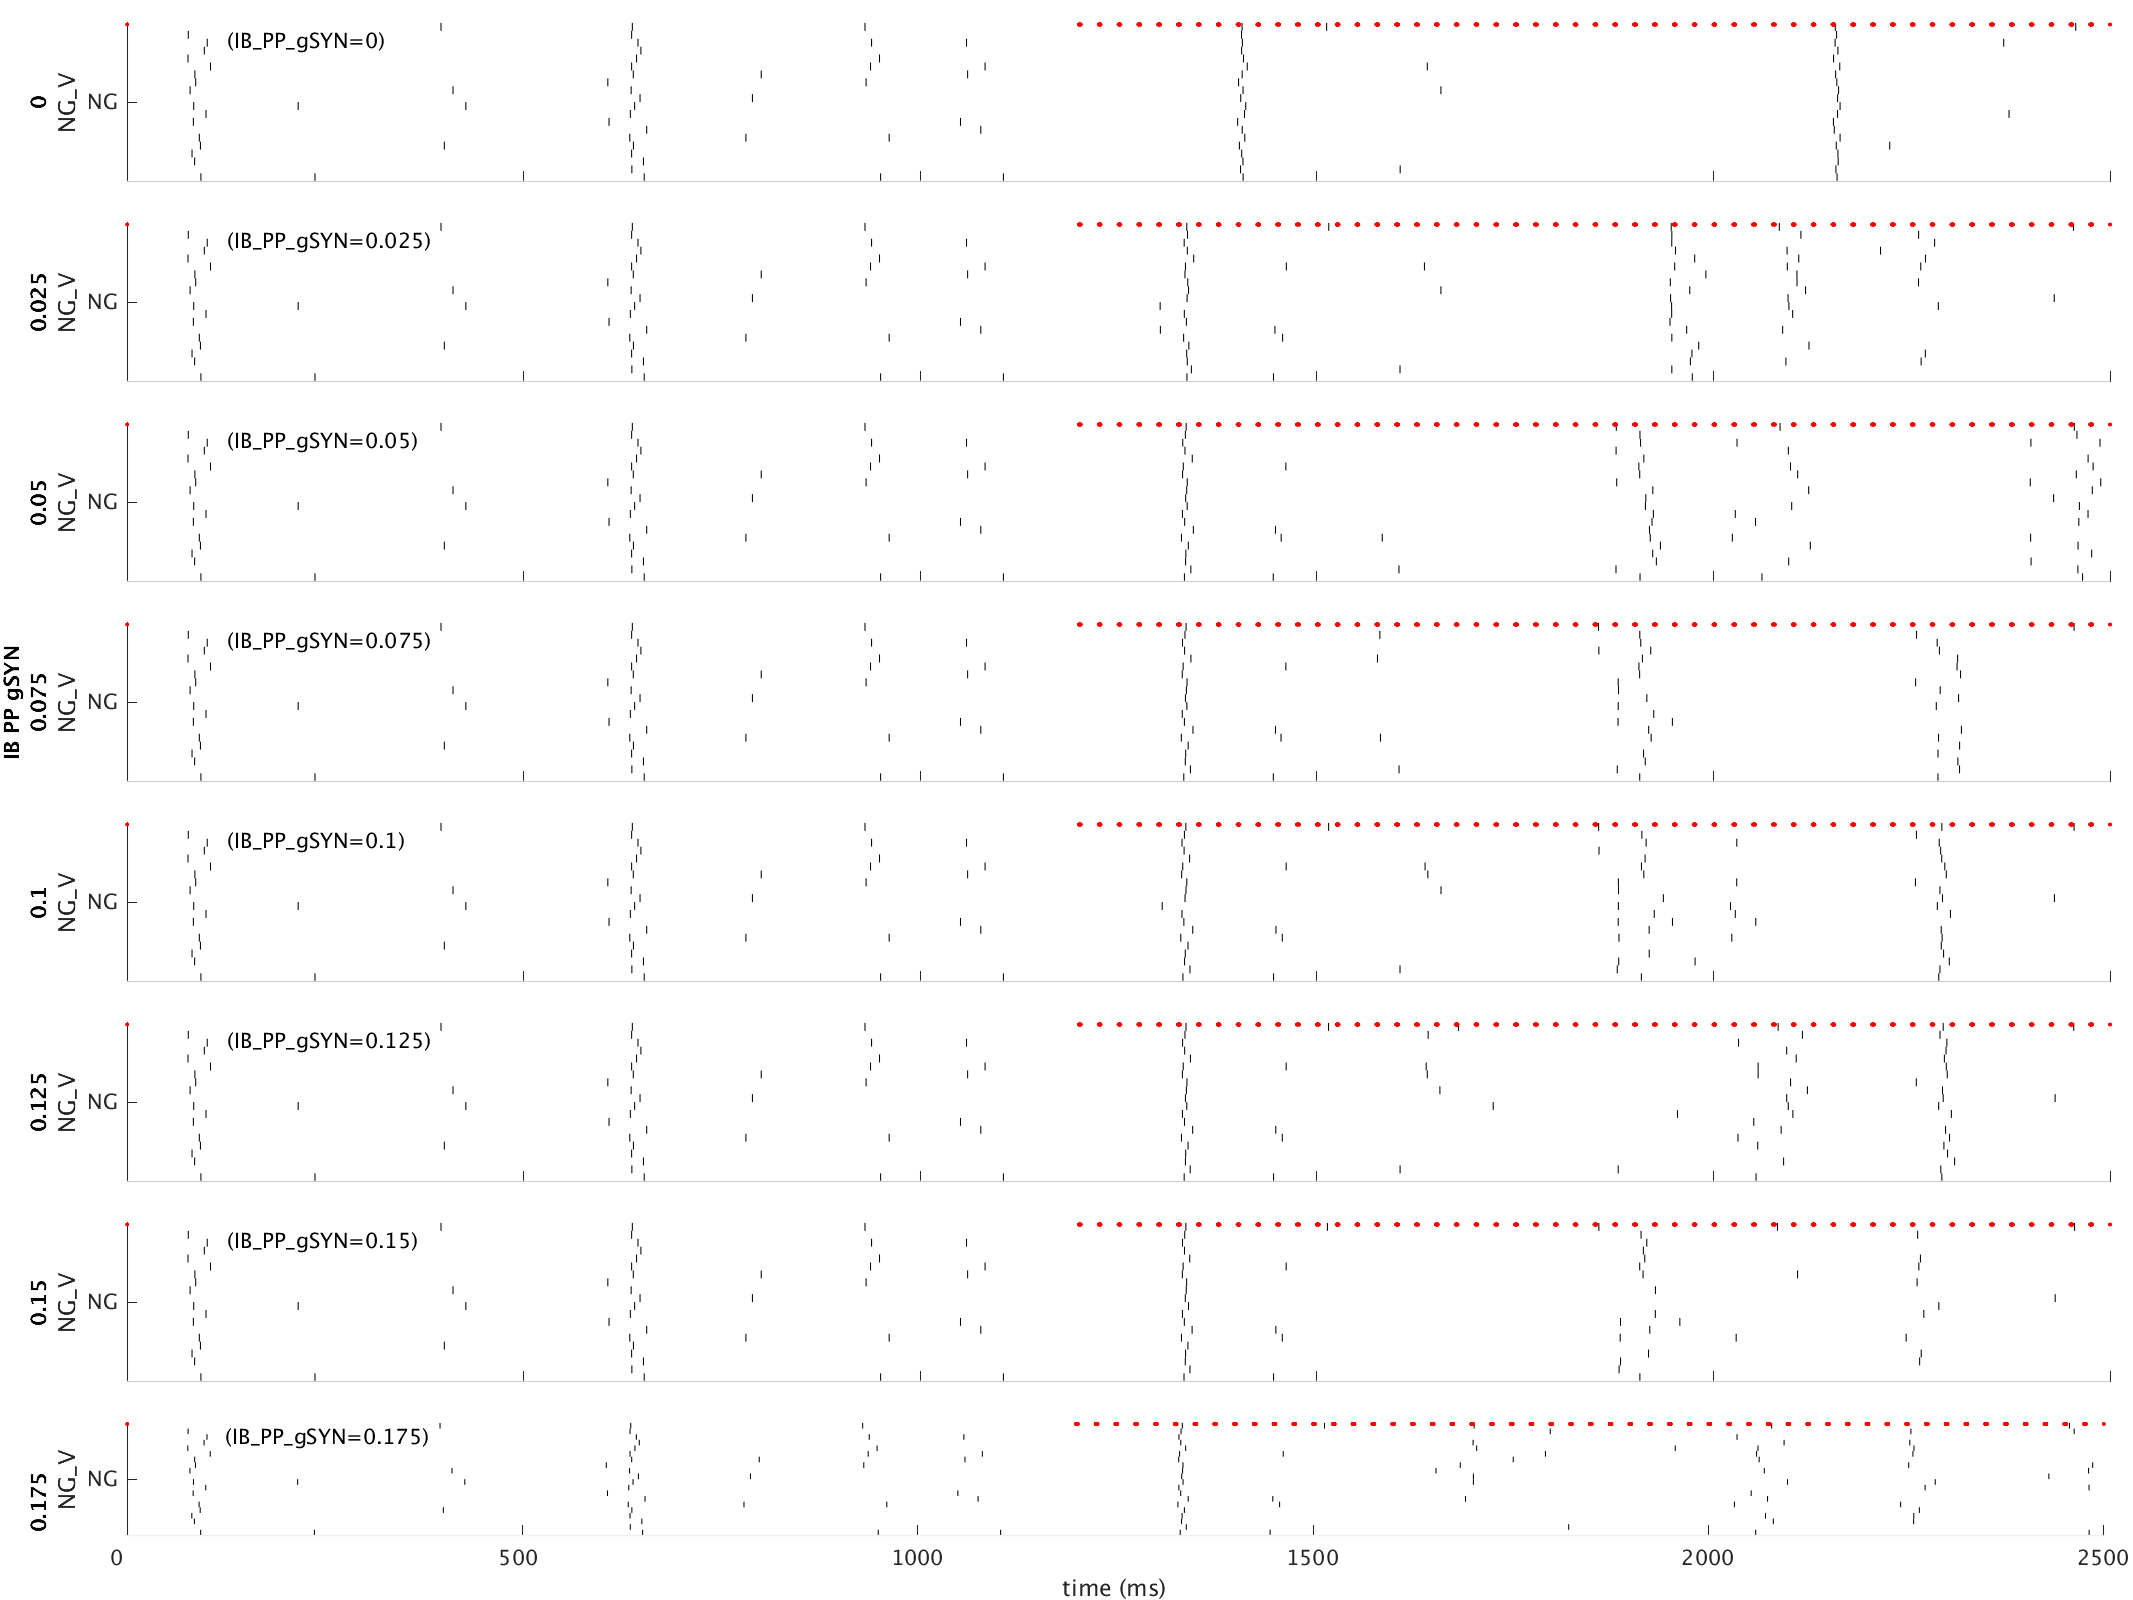 IB PP gSYN
0
NG_V
NG
(IB_PP_gSYN=0)
0.025
NG_V
NG
(IB_PP_gSYN=0.025)
0.05
NG_V
NG
(IB_PP_gSYN=0.05)
0.075
NG_V
NG
(IB_PP_gSYN=0.075)
0.1
NG_V
NG
(IB_PP_gSYN=0.1)
0.125
NG_V
NG
(IB_PP_gSYN=0.125)
0.15
NG_V
NG
(IB_PP_gSYN=0.15)
0.175
NG_V
NG
(IB_PP_gSYN=0.175)
0 500 1000 1500 2000 2500
time (ms)